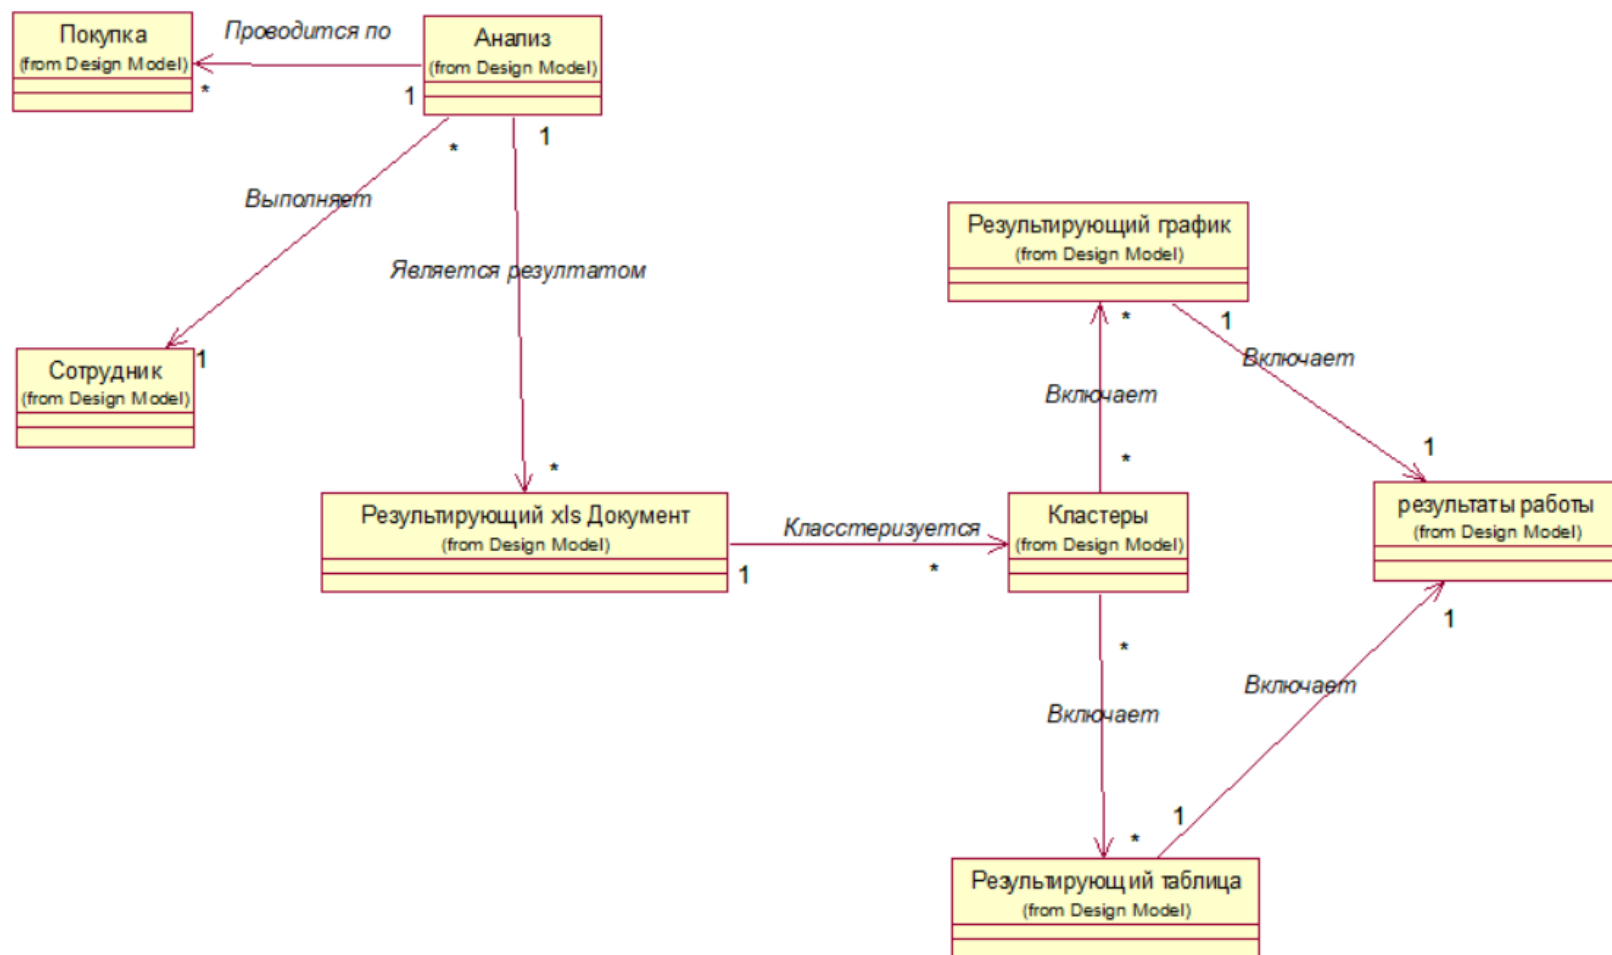 Покупка
(from Design Model)
Проводится по
Анализ
(from Design Model)
*
1
*
1
Выполняет
Является резултатом
1
Сотрудник
(from Design Model)
*
Результирующий xls Документ
(from Design Model)
1
Класстеризуется
*
Кластеры
(from Design Model)
Результирующий график
(from Design Model)
*
1
Включает
Включает
*
1
результаты работы
(from Design Model)
1
*
Включает
Включает
1
*
Результирующий таблица
(from Design Model)